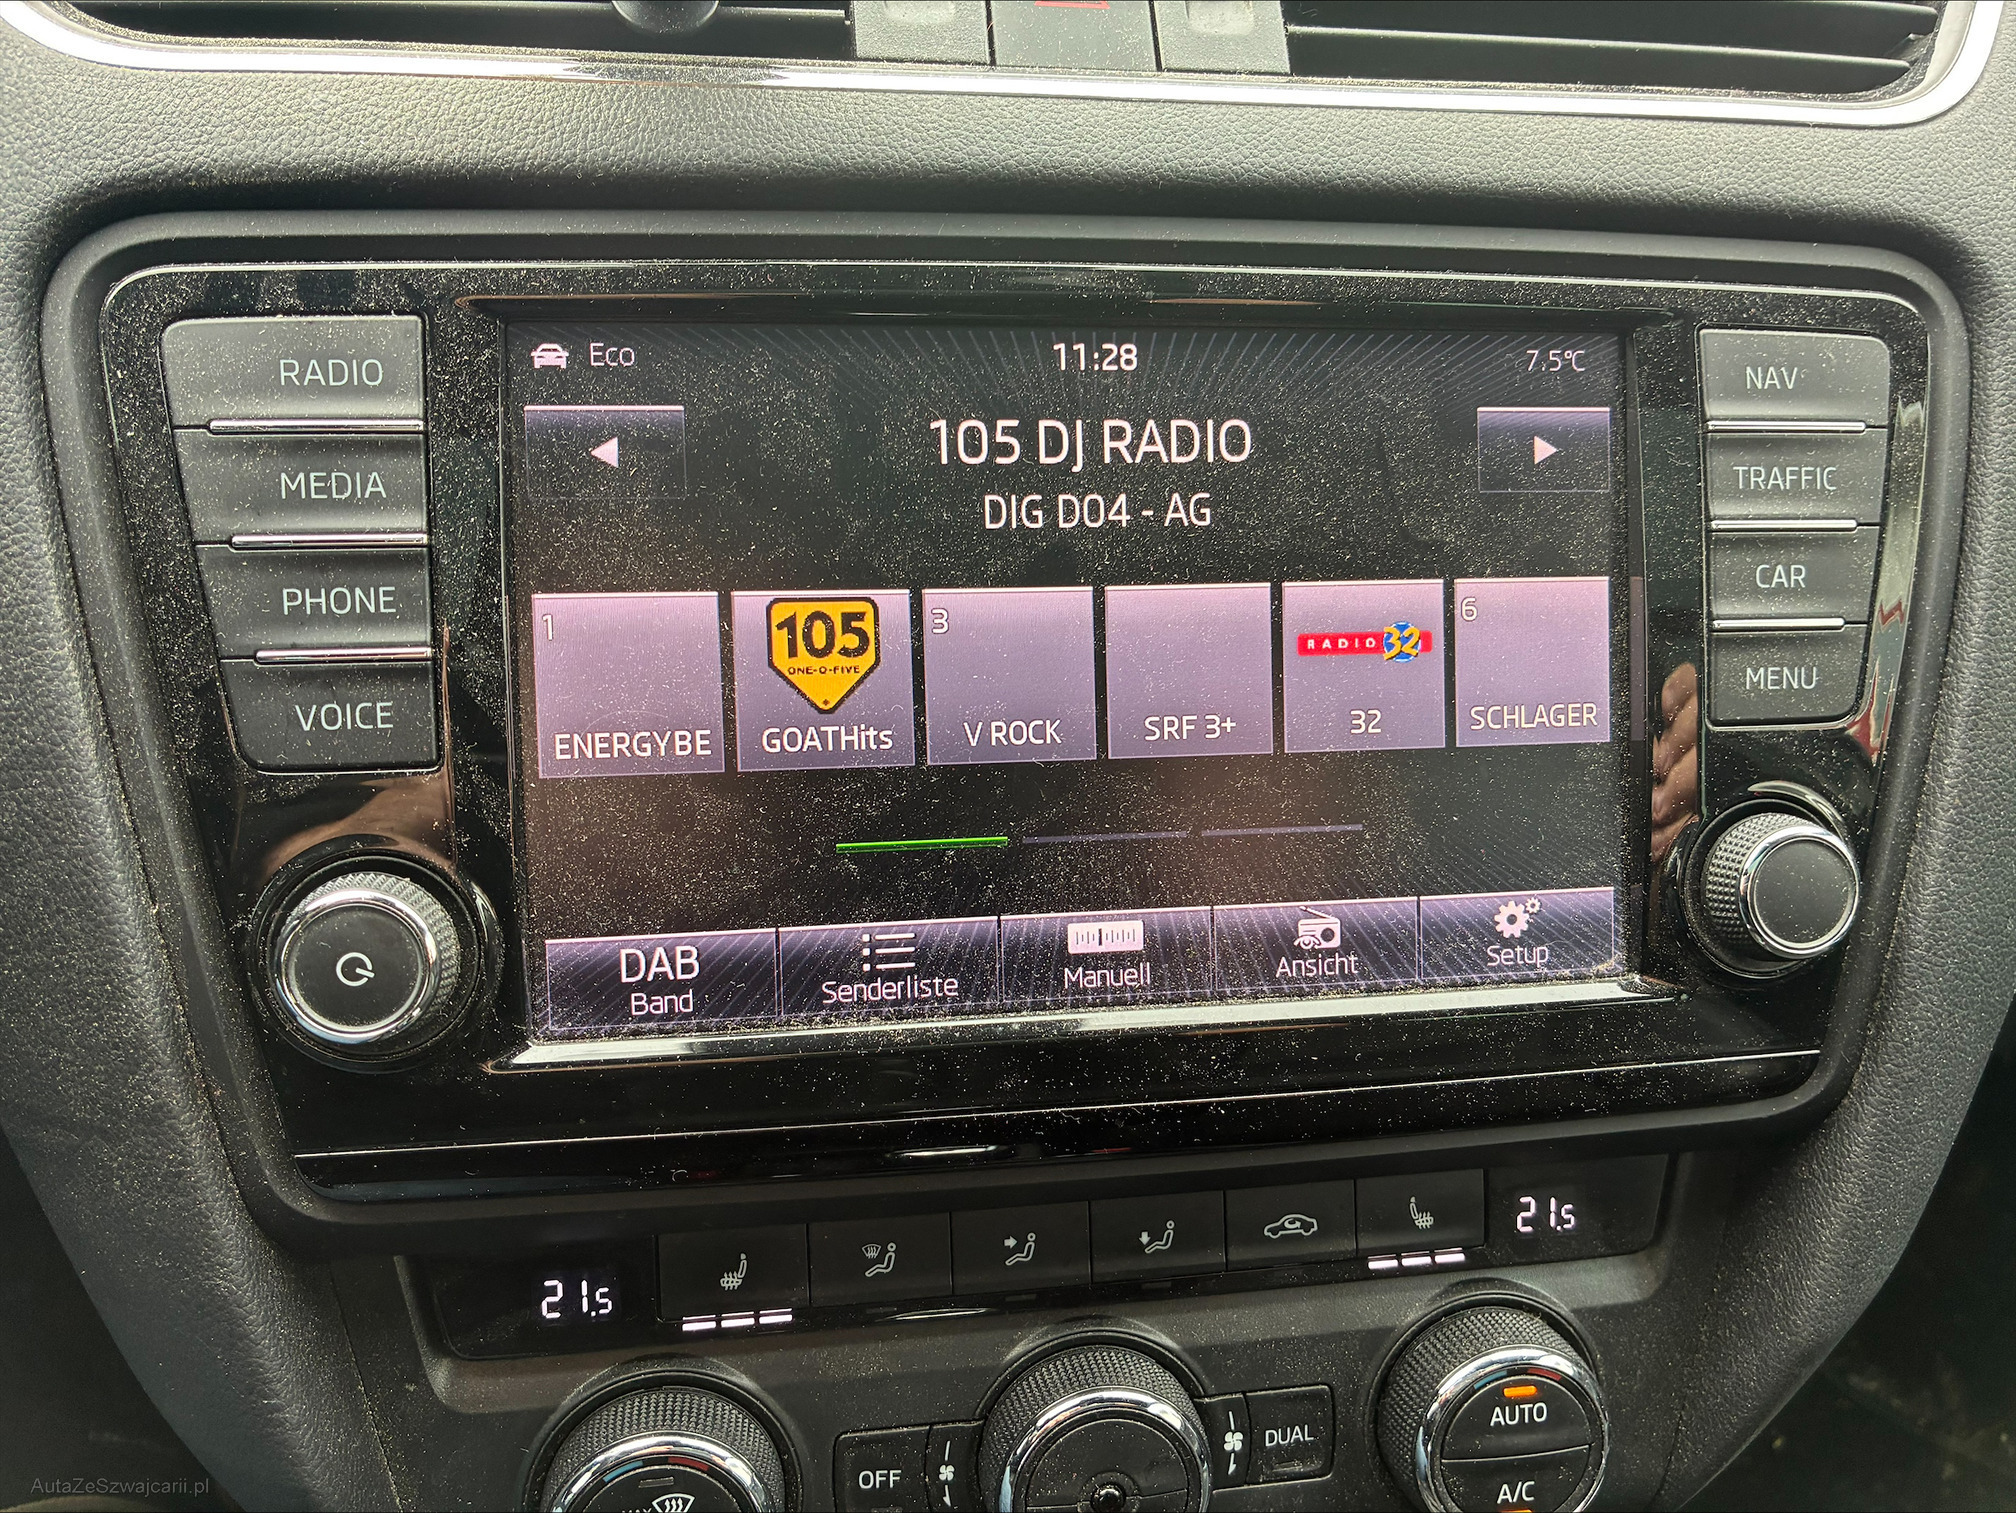 Eco
11:28
7.5°C
RADIO
MEDIA
PHONE
VOICE
105 DJ RADIO
DIG D04 - AG
NAV
TRAFFIC
CAR
MENU
1
ENERGYBE
105
ONE-O-FIVE
GOATHits
3
V ROCK
SRF 3+
RADIO 32
32
6
SCHLAGER
DAB
Band
Senderliste
Manuell
Ansicht
Setup
21.5
21.5
OFF
DUAL
AUTO
A/C
AutaZeSzwajcarii.pl